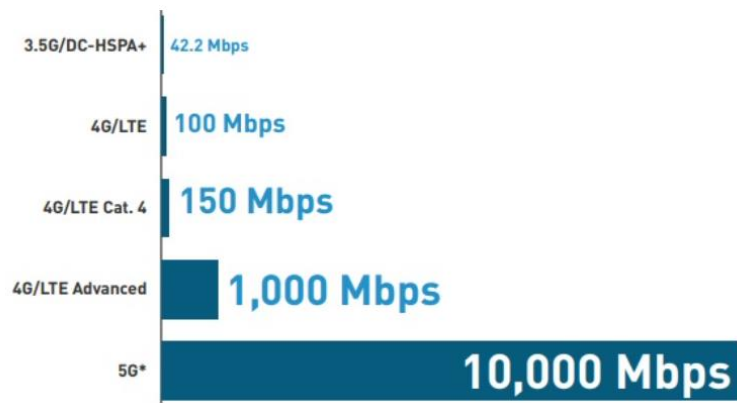 3.5G/DC-HSPA+ 42.2 Mbps
4G/LTE 100 Mbps
4G/LTE Cat. 4 150 Mbps
4G/LTE Advanced 1,000 Mbps
5G* 10,000 Mbps